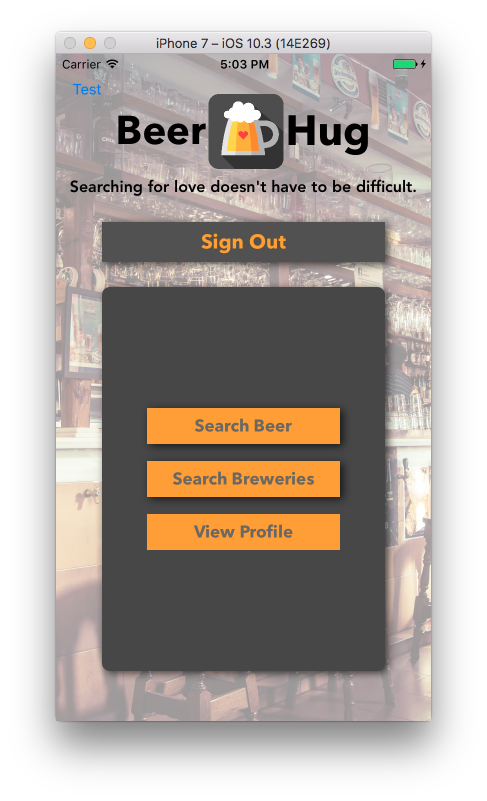 iPhone 7 – iOS 10.3 (14E269)
Carrier 5:03 PM
Test
Beer Hug
Searching for love doesn't have to be difficult.
Sign Out
Search Beer
Search Breweries
View Profile